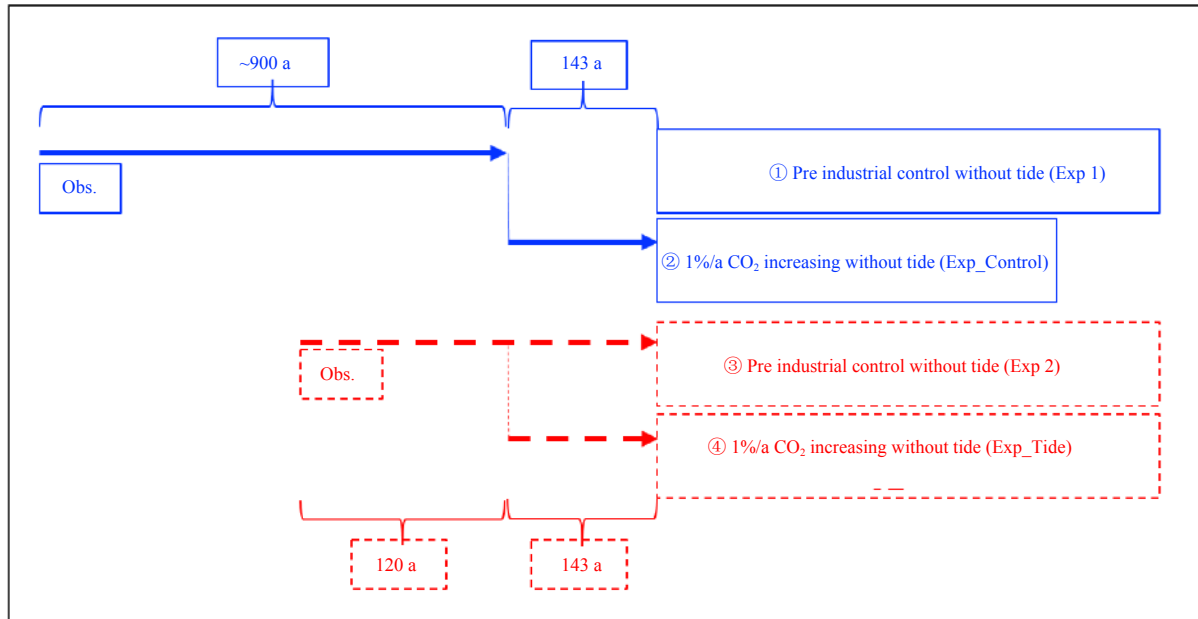 ~900 a
143 a
Obs.
① Pre industrial control without tide (Exp 1)
② 1%/a CO₂ increasing without tide (Exp_Control)
Obs.
③ Pre industrial control without tide (Exp 2)
④ 1%/a CO₂ increasing without tide (Exp_Tide)
120 a
143 a